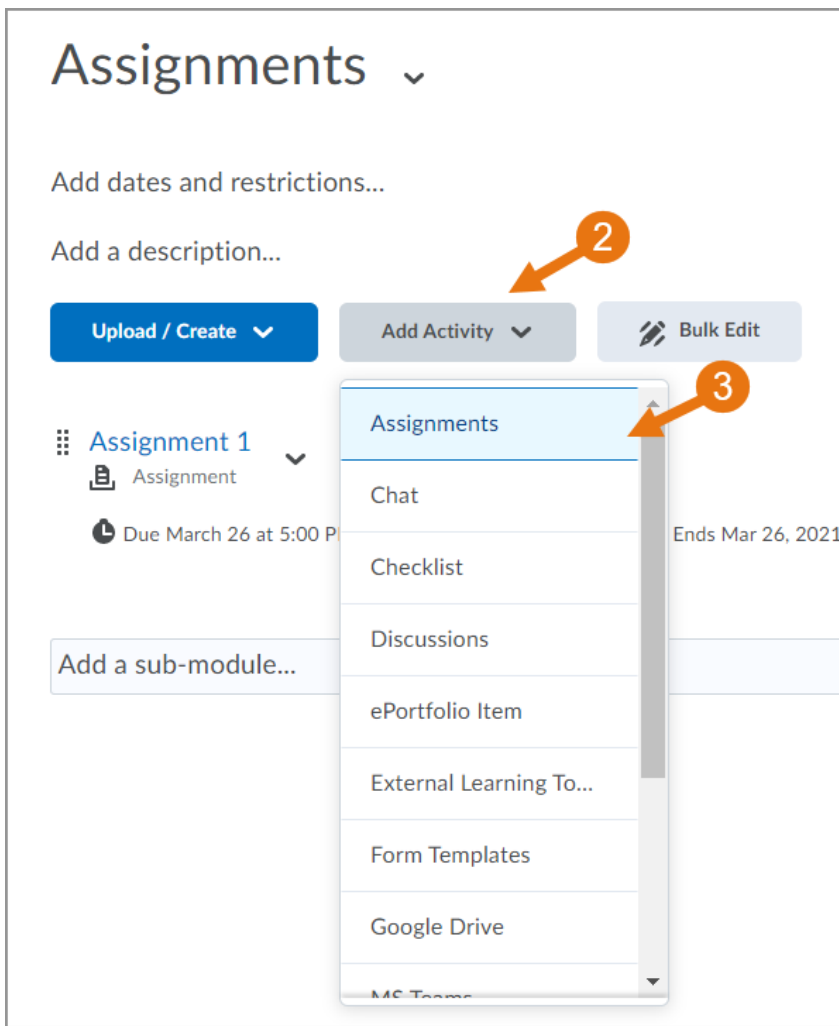 Assignments
Add dates and restrictions...
Add a description...
2
Upload / Create
Add Activity
Bulk Edit
3
Assignment 1
Assignment
Due March 26 at 5:00 P
Ends Mar 26, 2021
Add a sub-module...
Assignments
Chat
Checklist
Discussions
ePortfolio Item
External Learning To...
Form Templates
Google Drive
MS Teams